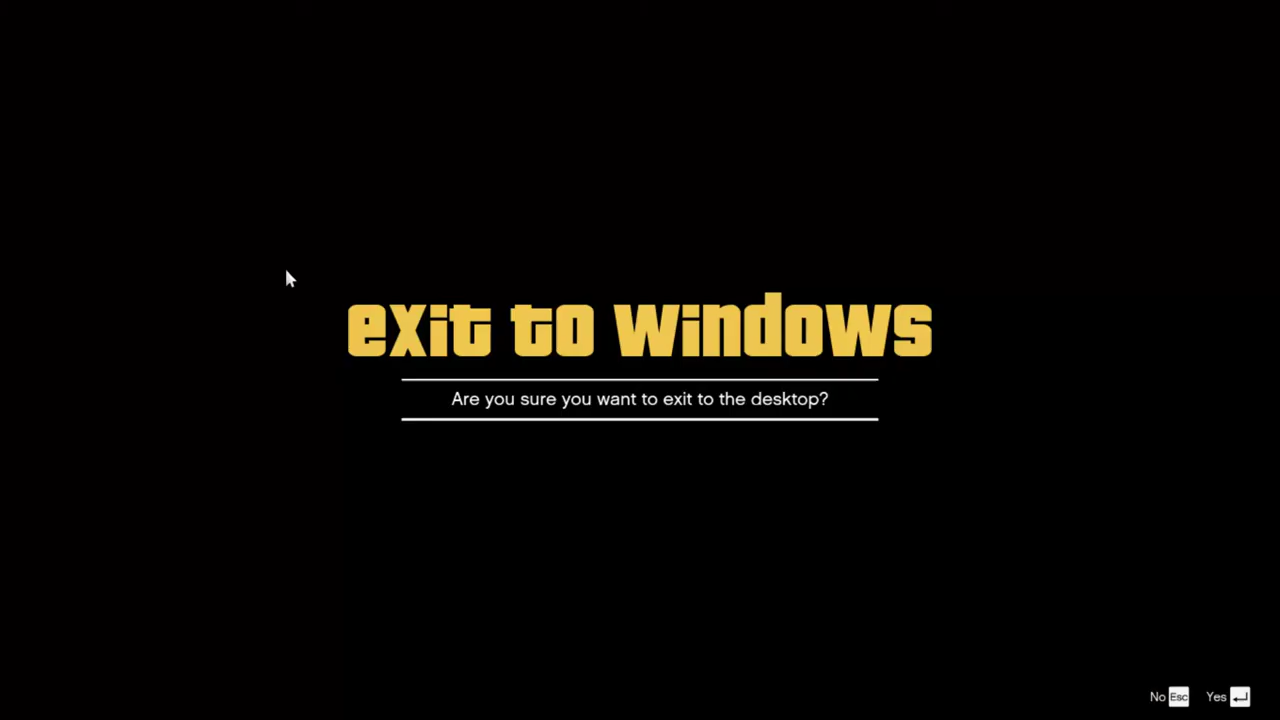 exit to windows
Are you sure you want to exit to the desktop?
No Esc Yes